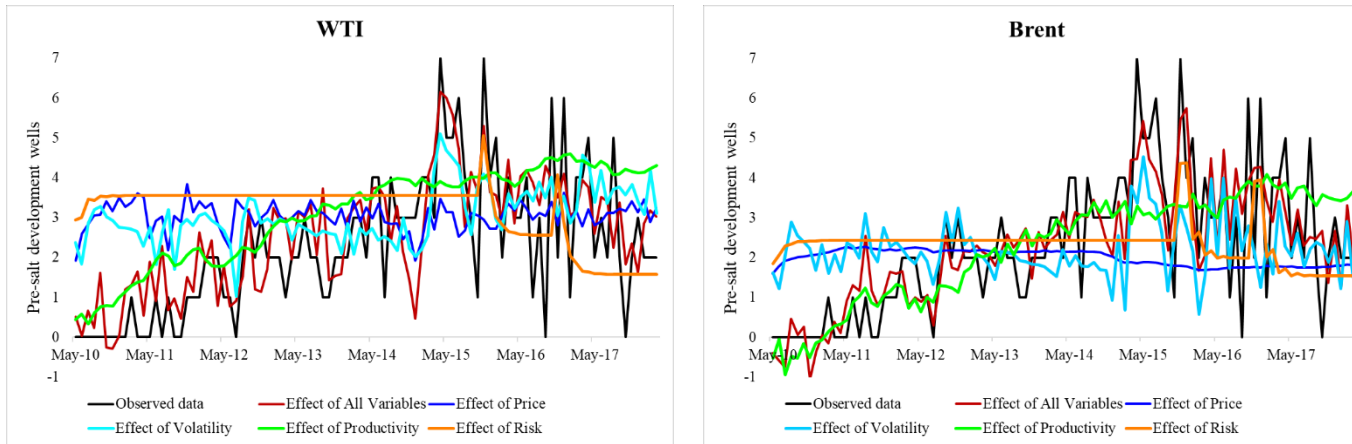 WTI
Pre-salt development wells
7
6
5
4
3
2
1
0
-1
May-10 May-11 May-12 May-13 May-14 May-15 May-16 May-17
Observed data Effect of All Variables Effect of Price
Effect of Volatility Effect of Productivity Effect of Risk
Brent
Pre-salt development wells
7
6
5
4
3
2
1
0
-1
May-10 May-11 May-12 May-13 May-14 May-15 May-16 May-17
Observed data Effect of All Variables Effect of Price
Effect of Volatility Effect of Productivity Effect of Risk